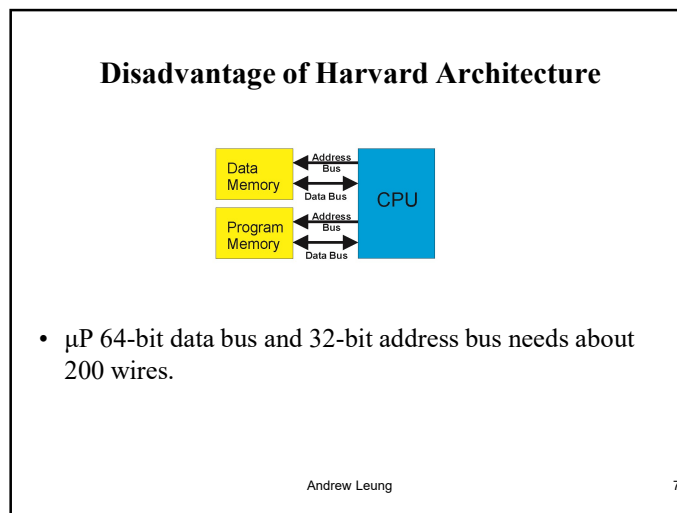 Disadvantage of Harvard Architecture
Data
Memory
Address
Bus
Data Bus
Program
Memory
Address
Bus
Data Bus
CPU
• μP 64-bit data bus and 32-bit address bus needs about
200 wires.
Andrew Leung
7